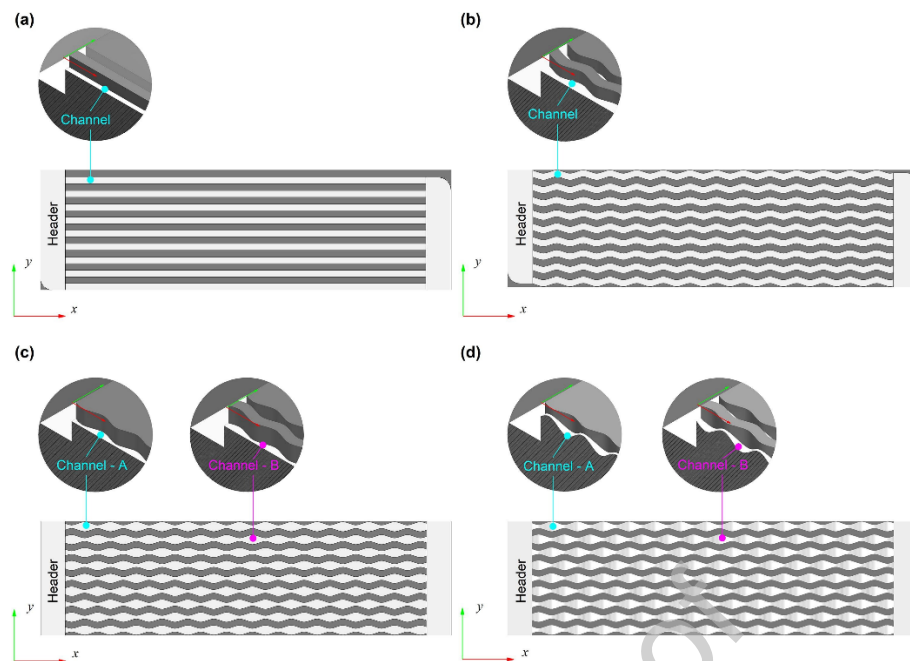 (a)
Channel
Header
y
x
(b)
Channel
Header
y
x
(c)
Channel - A
Channel - B
Header
y
x
(d)
Channel - A
Channel - B
Header
y
x